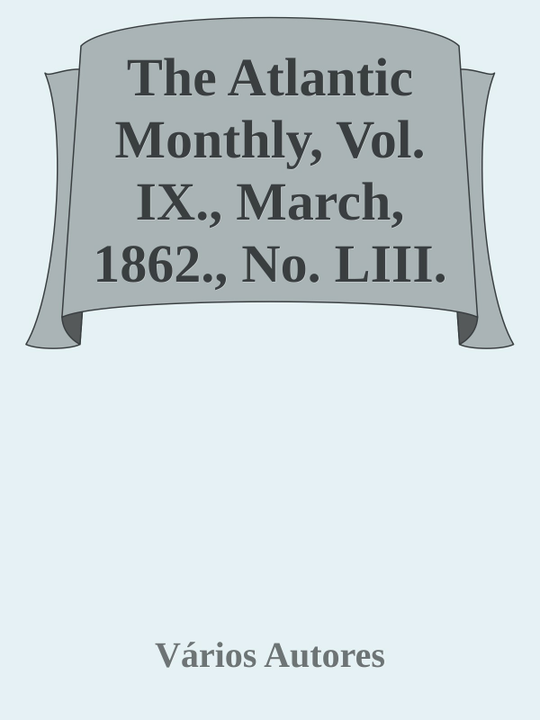 The Atlantic
Monthly, Vol.
IX., March,
1862., No. LIII.
Vários Autores